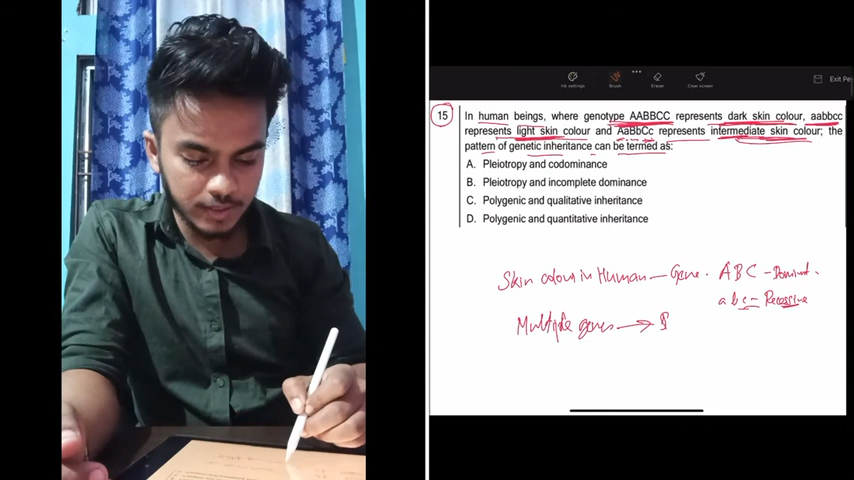 Ink settings
Brush
Eraser
Clear screen
Exit Pe
15
In human beings, where genotype AABBCC represents dark skin colour, aabbcc
represents light skin colour and AaBbCc represents intermediate skin colour; the
pattern of genetic inheritance can be termed as:
A. Pleiotropy and codominance
B. Pleiotropy and incomplete dominance
C. Polygenic and qualitative inheritance
D. Polygenic and quantitative inheritance
Skin colour in Human — Gene. ABC - Dominant.
abc - Recessive
Multiple genes →